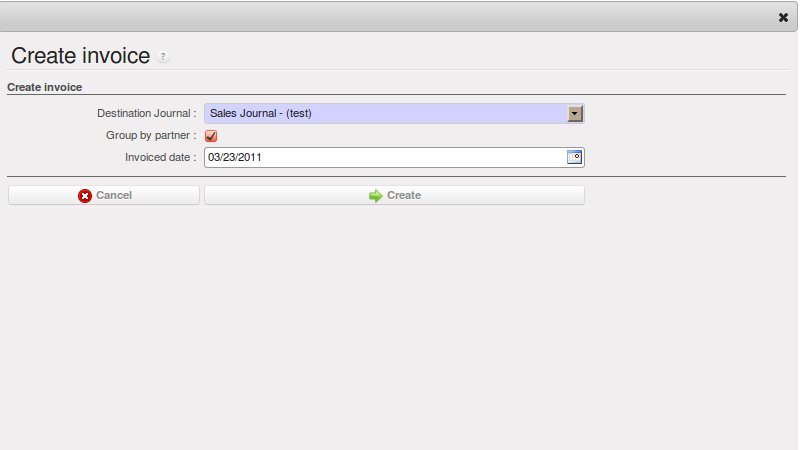 Create invoice ?
Create invoice
Destination Journal : Sales Journal - (test)
Group by partner :
Invoiced date : 03/23/2011
Cancel Create